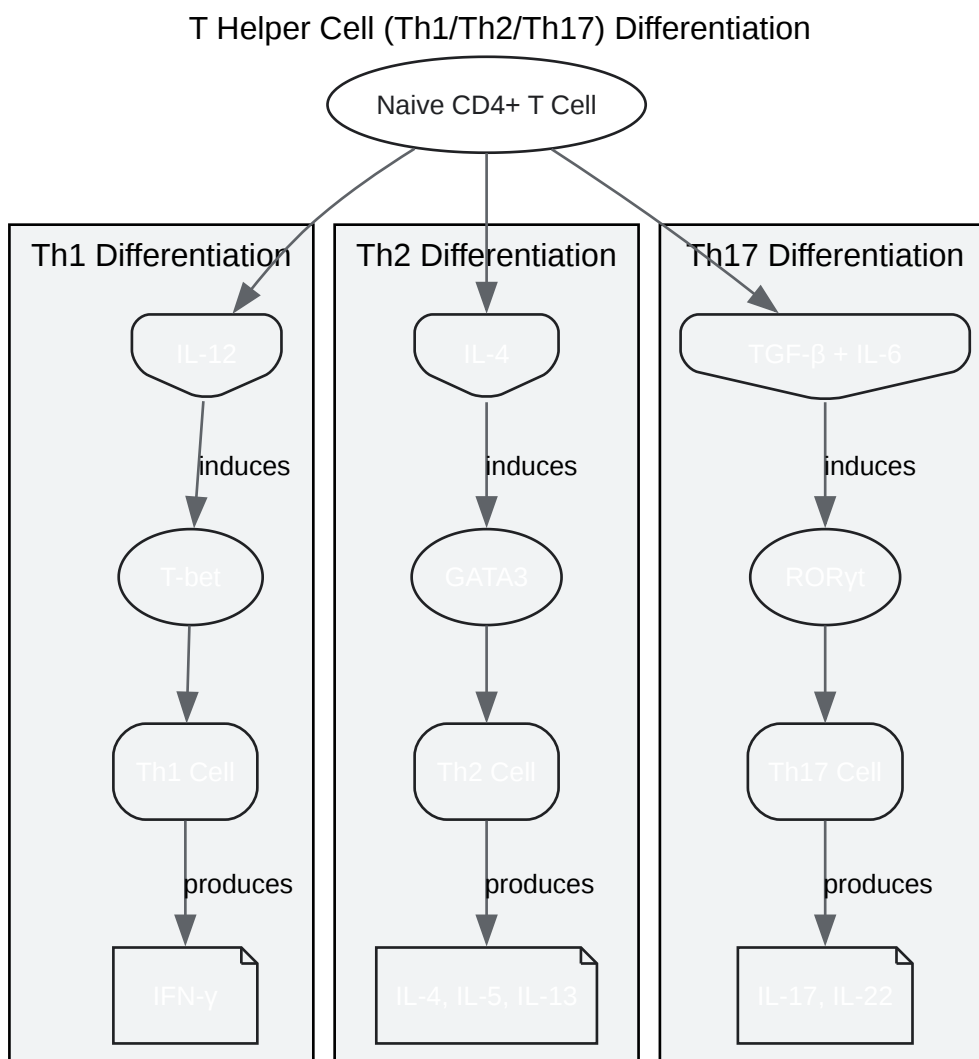 T Helper Cell (Th1/Th2/Th17) Differentiation
Naive CD4+ T Cell
Th1 Differentiation
IL-12
induces
T-bet
Th1 Cell
produces
IFN-γ
Th2 Differentiation
IL-4
induces
GATA3
Th2 Cell
produces
IL-4, IL-5, IL-13
Th17 Differentiation
TGF-β + IL-6
induces
RORγt
Th17 Cell
produces
IL-17, IL-22